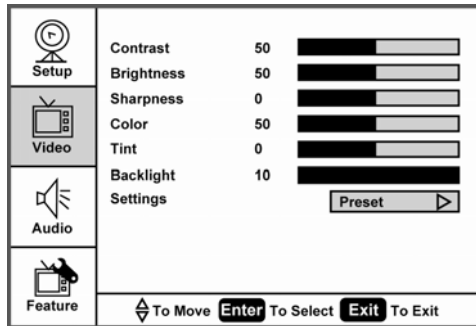 Setup
Video
Audio
Feature
Contrast 50
Brightness 50
Sharpness 0
Color 50
Tint 0
Backlight 10
Settings Preset
To Move Enter To Select Exit To Exit